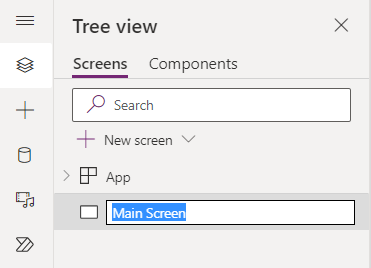 Tree view
Screens Components
Search
New screen
App
Main Screen